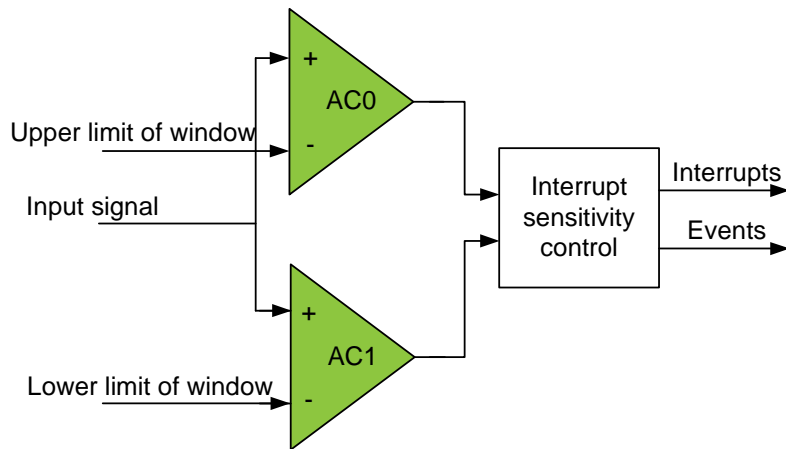 +
AC0
Upper limit of window
-
Input signal
Interrupt
sensitivity
control
Interrupts
Events
+
AC1
Lower limit of window
-